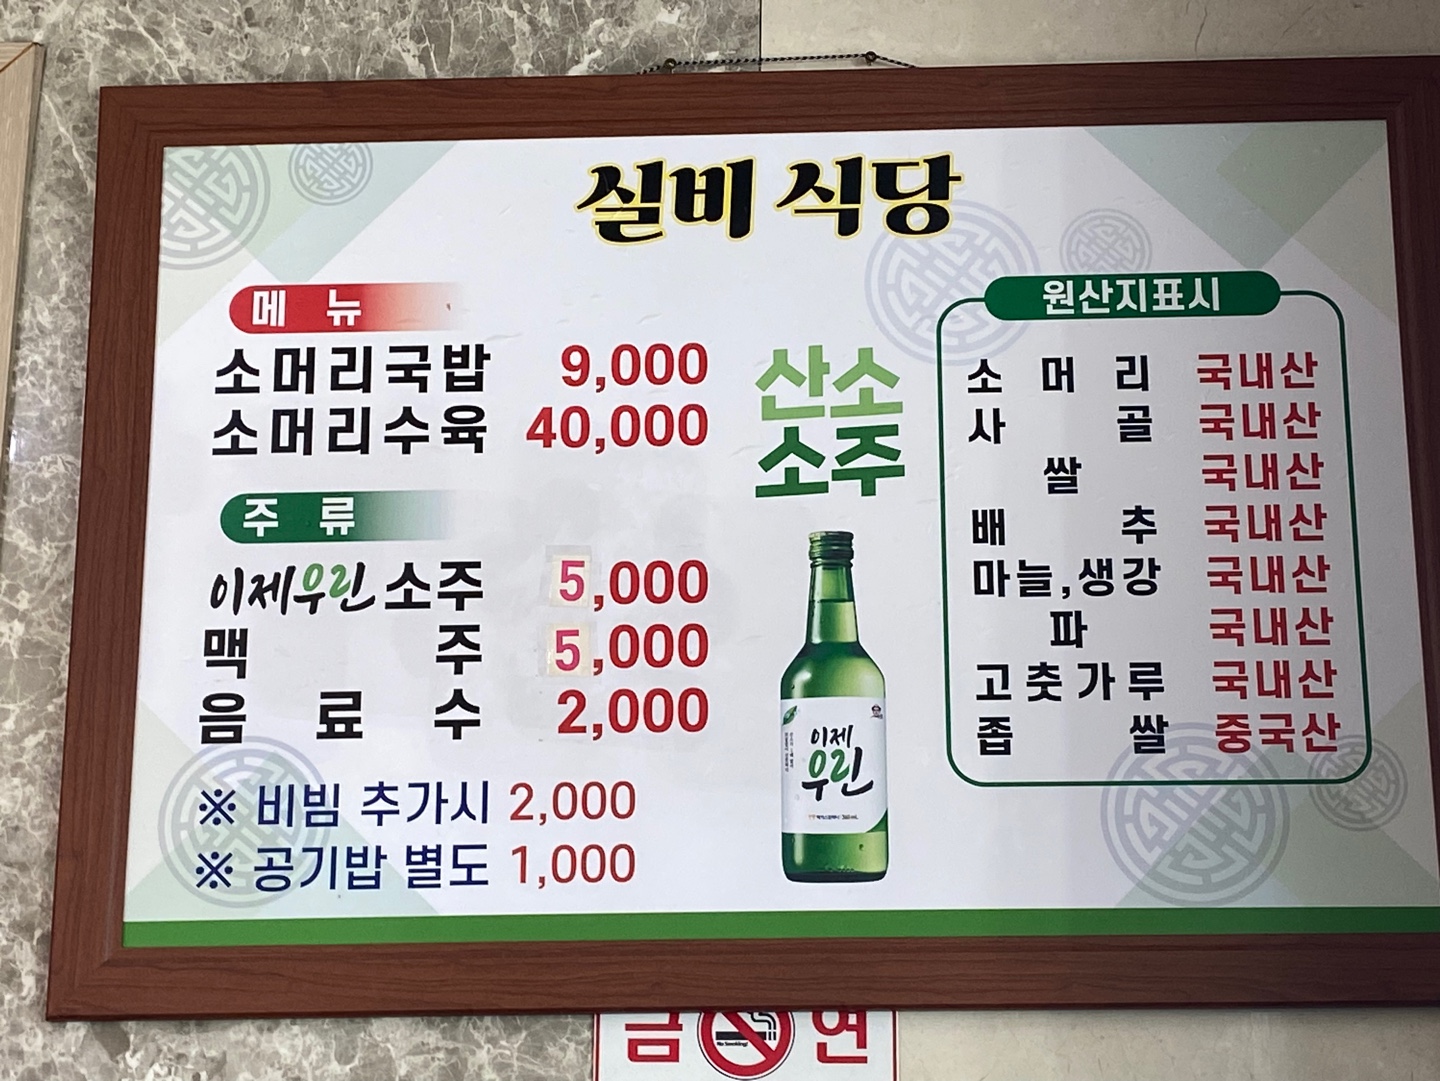 실비 식당
메 뉴
소머리국밥 9,000
소머리수육 40,000
주 류
이제우린 소주 5,000
맥 주 5,000
음 료 수 2,000
※ 비빔 추가시 2,000
※ 공기밥 별도 1,000
산소
소주
이제
우린
원산지표시
소 머 리 국내산
사 골 국내산
쌀 국내산
배 추 국내산
마늘,생강 국내산
파 국내산
고춧가루 국내산
좁 쌀 중국산
금 연
No Smoking!